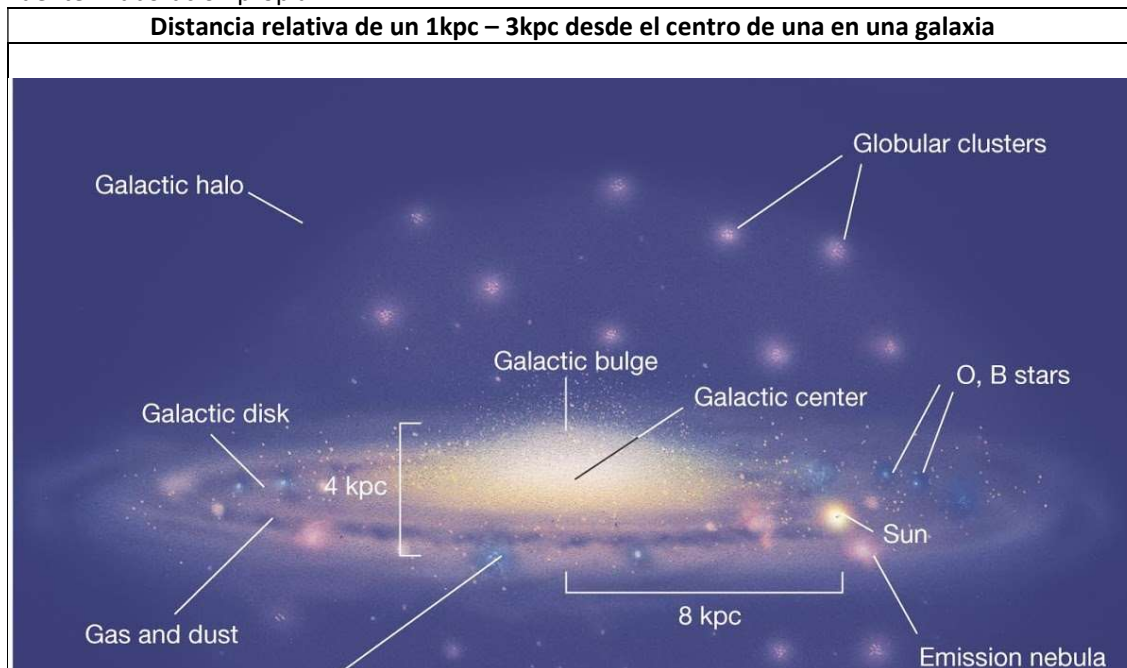 Distancia relativa de un 1kpc – 3kpc desde el centro de una en una galaxia
Globular clusters
Galactic halo
Galactic bulge
O, B stars
Galactic center
Galactic disk
4 kpc
Sun
8 kpc
Gas and dust
Emission nebula